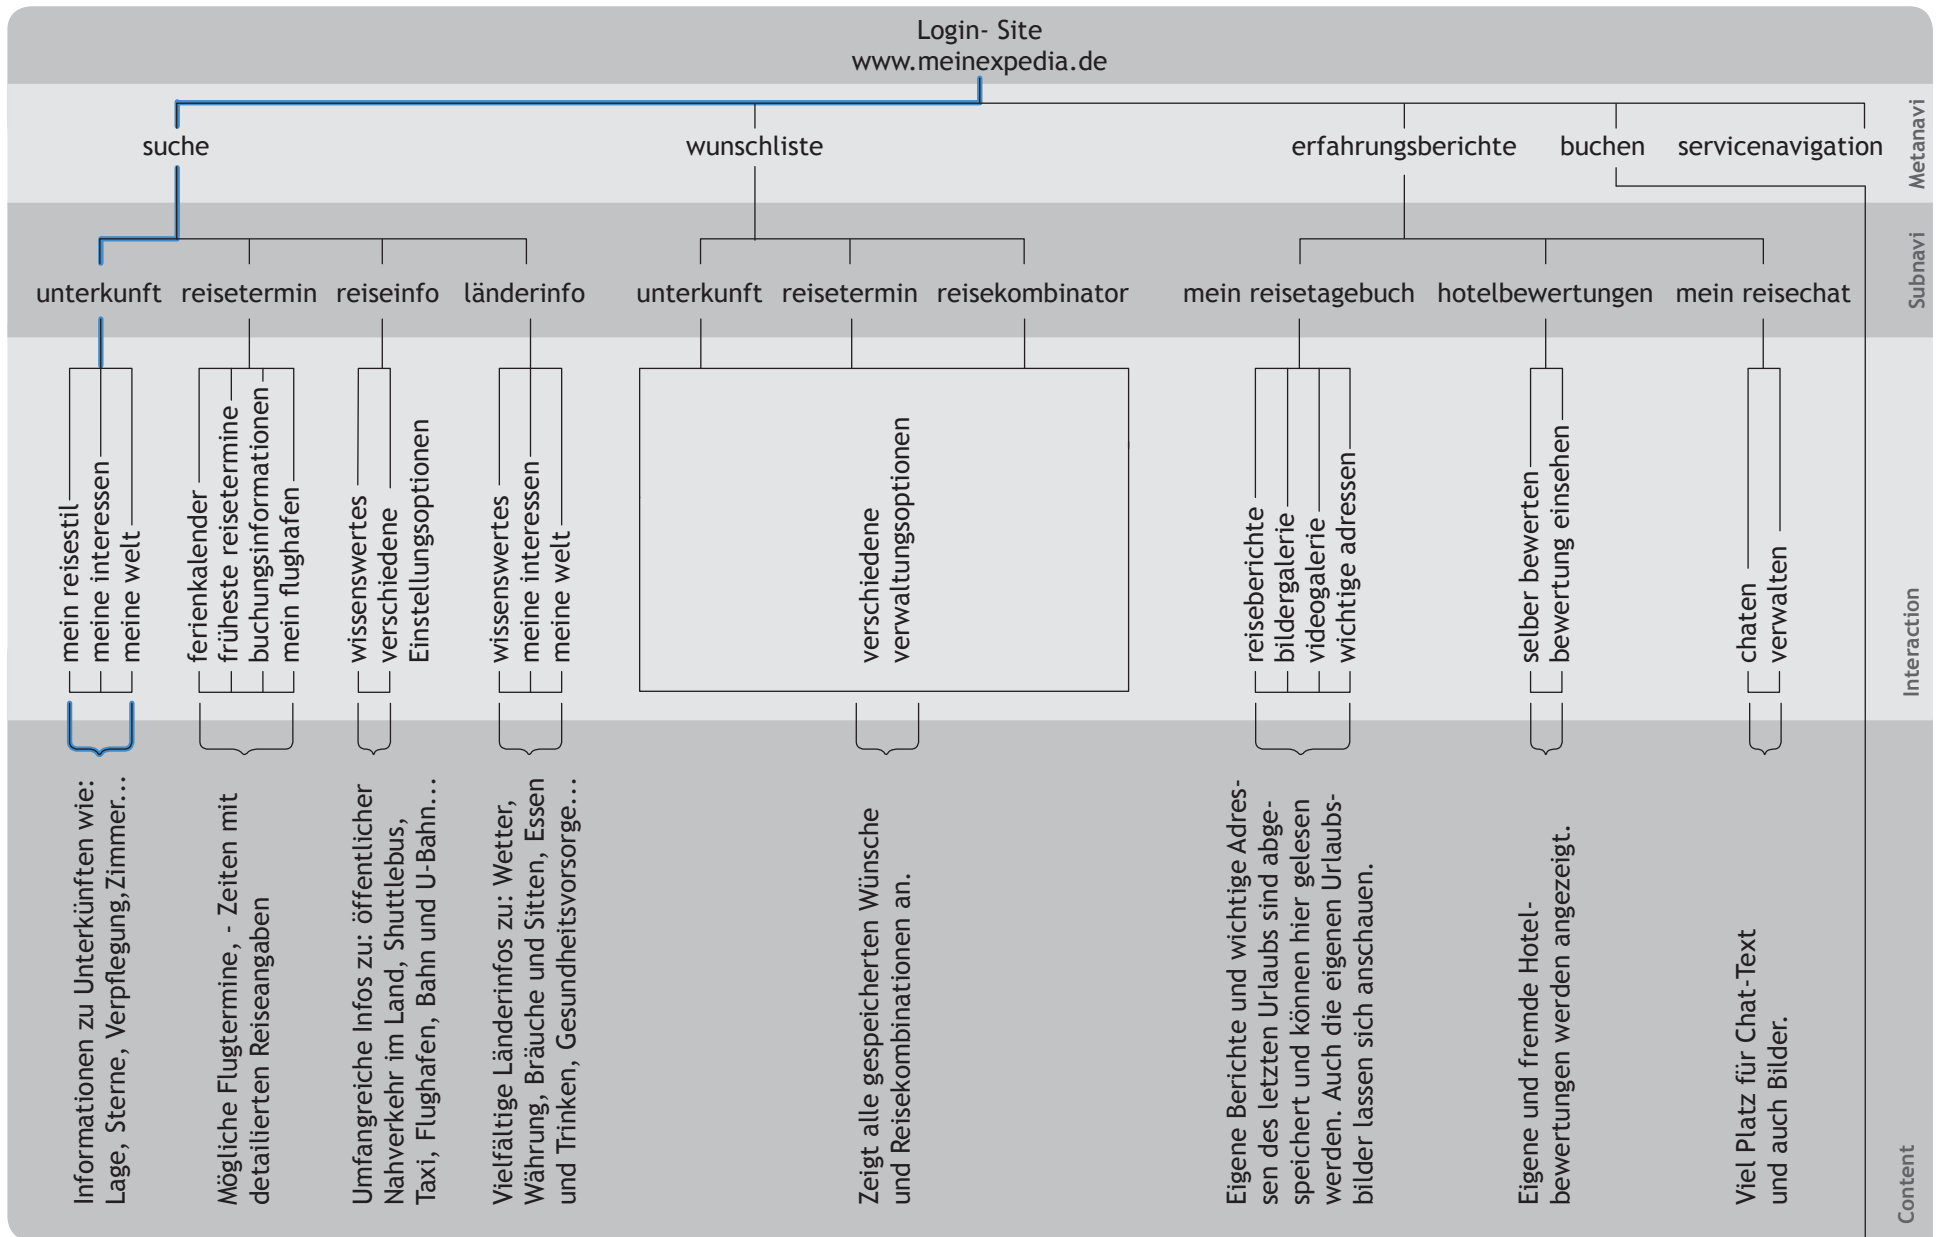 Login- Site
www.meinexpedia.de
suche
wunschliste
erfahrungsberichte
buchen
servicenavigation
Metanavi
unterkunft
reisetermin
reiseinfo
länderinfo
unterkunft
reisetermin
reisekombinator
mein reisetagebuch
hotelbewertungen
mein reisechat
Subnavi
mein reisestil
meine interessen
meine welt
ferienkalender
früheste reisetermine
buchungsinformationen
mein flughafen
wissenswertes
verschiedene
Einstellungsoptionen
wissenswertes
meine interessen
meine welt
verschiedene
verwaltungsoptionen
reiseberichte
bildergalerie
videogalerie
wichtige adressen
selber bewerten
bewertung einsehen
chaten
verwalten
Interaction
Informationen zu Unterkünften wie:
Lage, Sterne, Verpflegung,Zimmer...
Mögliche Flugtermine, - Zeiten mit
detailierten Reiseangaben
Umfangreiche Infos zu: öffentlicher
Nahverkehr im Land, Shuttlebus,
Taxi, Flughafen, Bahn und U-Bahn...
Vielfältige Länderinfos zu: Wetter,
Währung, Bräuche und Sitten, Essen
und Trinken, Gesundheitsvorsorge...
Zeigt alle gespeicherten Wünsche
und Reisekombinationen an.
Eigene Berichte und wichtige Adres-
sen des letzten Urlaubs sind abge-
speichert und können hier gelesen
werden. Auch die eigenen Urlaubs-
bilder lassen sich anschauen.
Eigene und fremde Hotel-
bewertungen werden angezeigt.
Viel Platz für Chat-Text
und auch Bilder.
Content